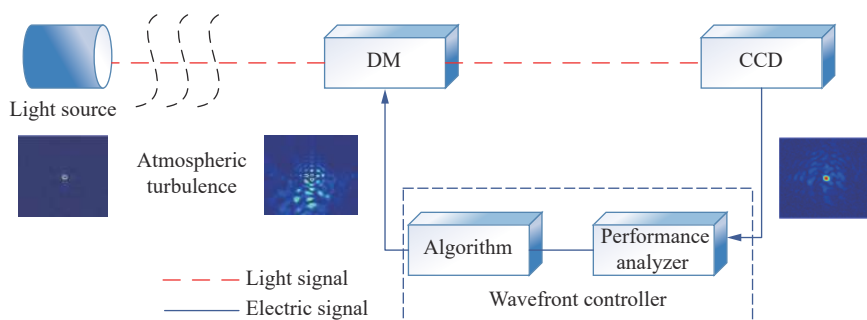 DM
CCD
Light source
Atmospheric
turbulence
Algorithm
Performance
analyzer
Light signal
Electric signal
Wavefront controller